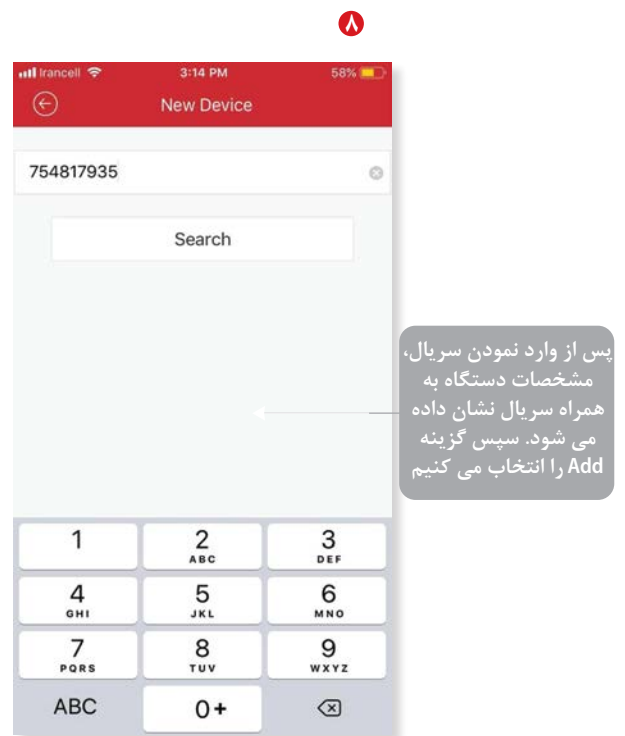 ۸
Irancell 3:14 PM 58%
New Device
754817935
Search
پس از وارد نمودن سریال،
مشخصات دستگاه به
همراه سریال نشان داده
می شود. سپس گزینه
Add را انتخاب می کنیم
1 2 3
ABC DEF
4 5 6
GHI JKL MNO
7 8 9
PQRS TUV WXYZ
ABC 0+